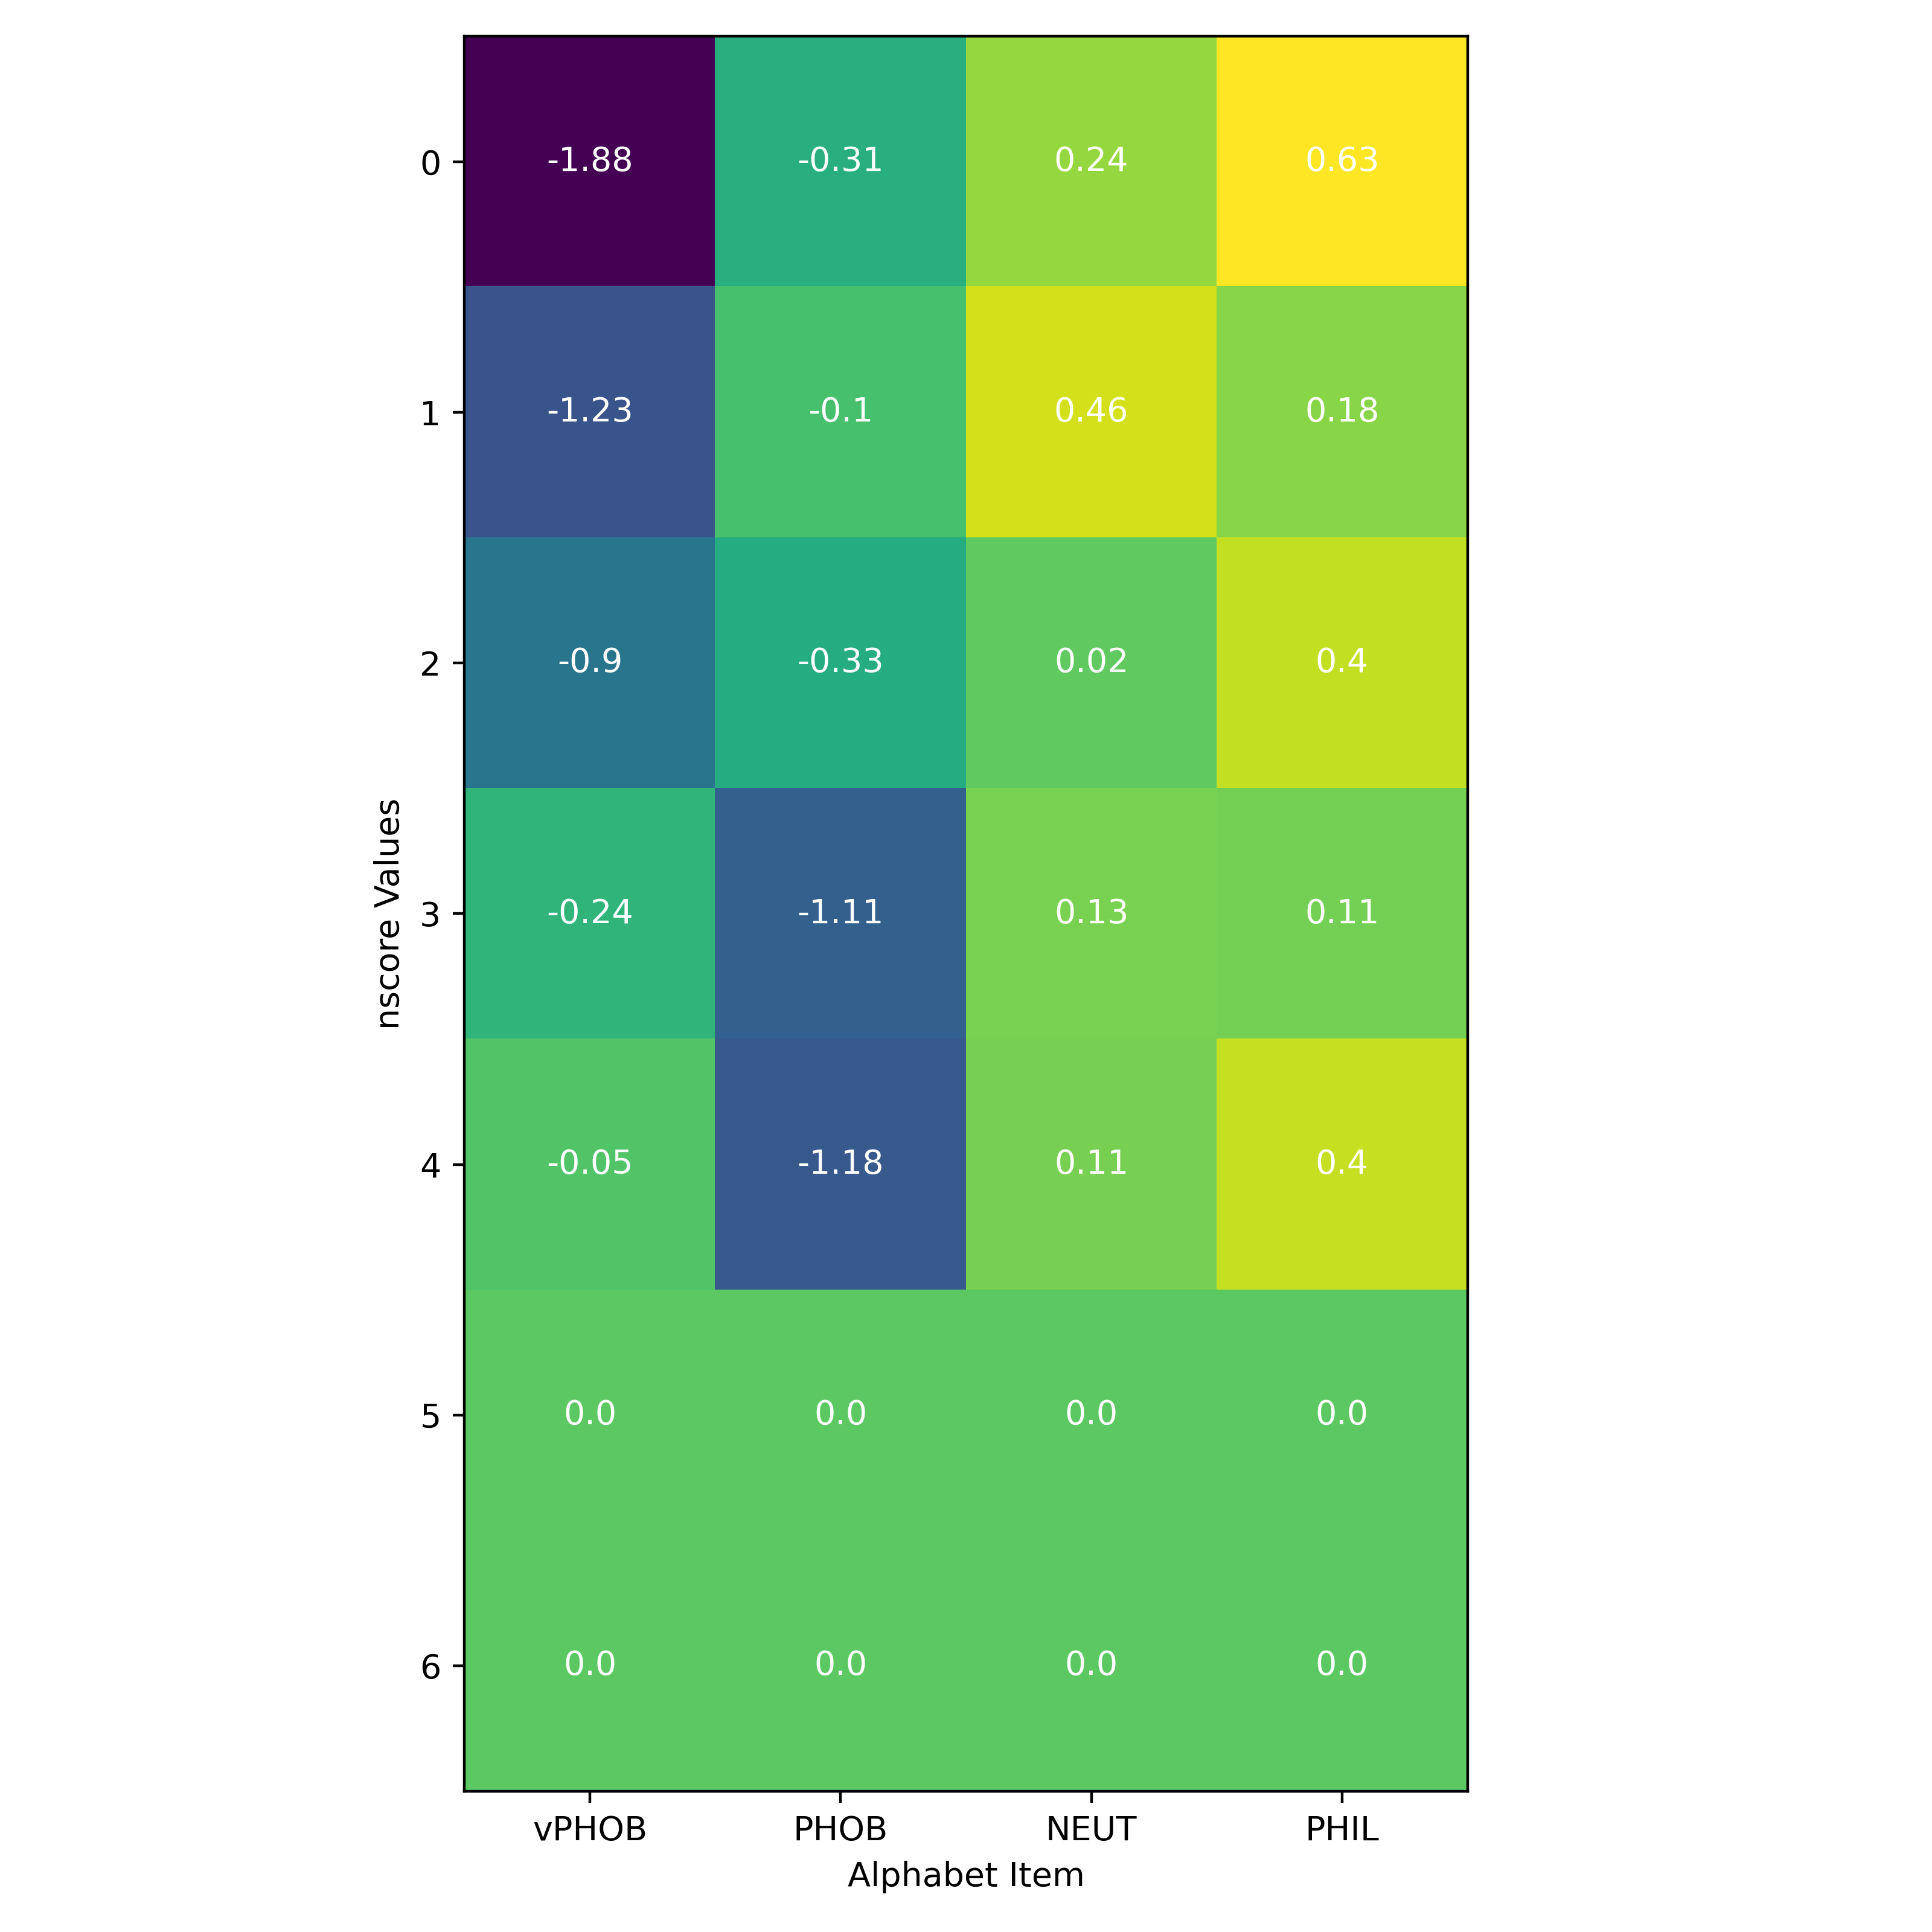 0 -1.88 -0.31 0.24 0.63
1 -1.23 -0.1 0.46 0.18
2 -0.9 -0.33 0.02 0.4
3 -0.24 -1.11 0.13 0.11
4 -0.05 -1.18 0.11 0.4
5 0.0 0.0 0.0 0.0
6 0.0 0.0 0.0 0.0
nscore Values
vPHOB PHOB NEUT PHIL
Alphabet Item